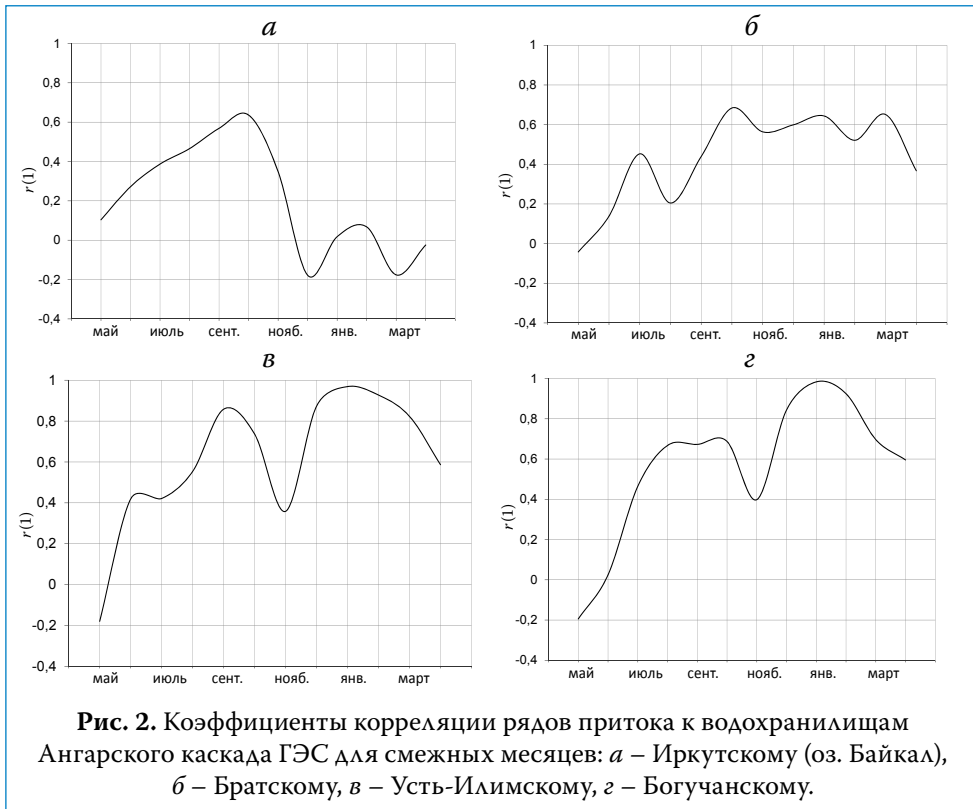 а
1
0,8
0,6
0,4
0,2
0
-0,2
-0,4
r(1)
май июль сент. нояб. янв. март
б
1
0,8
0,6
0,4
0,2
0
-0,2
-0,4
r(1)
май июль сент. нояб. янв. март
в
1
0,8
0,6
0,4
0,2
0
-0,2
-0,4
r(1)
май июль сент. нояб. янв. март
г
1
0,8
0,6
0,4
0,2
0
-0,2
-0,4
r(1)
май июль сент. нояб. янв. март
Рис. 2. Коэффициенты корреляции рядов притока к водохранилищам
Ангарского каскада ГЭС для смежных месяцев: а – Иркутскому (оз. Байкал),
б – Братскому, в – Усть-Илимскому, г – Богучанскому.